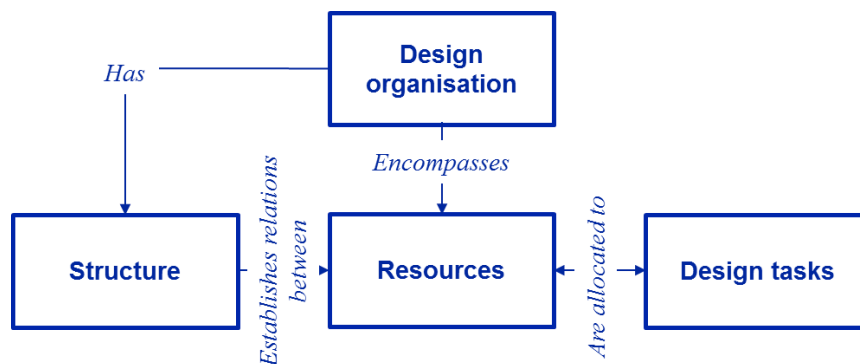 Design
organisation
Has
Encompasses
Structure
Establishes relations
between
Resources
Are allocated to
Design tasks